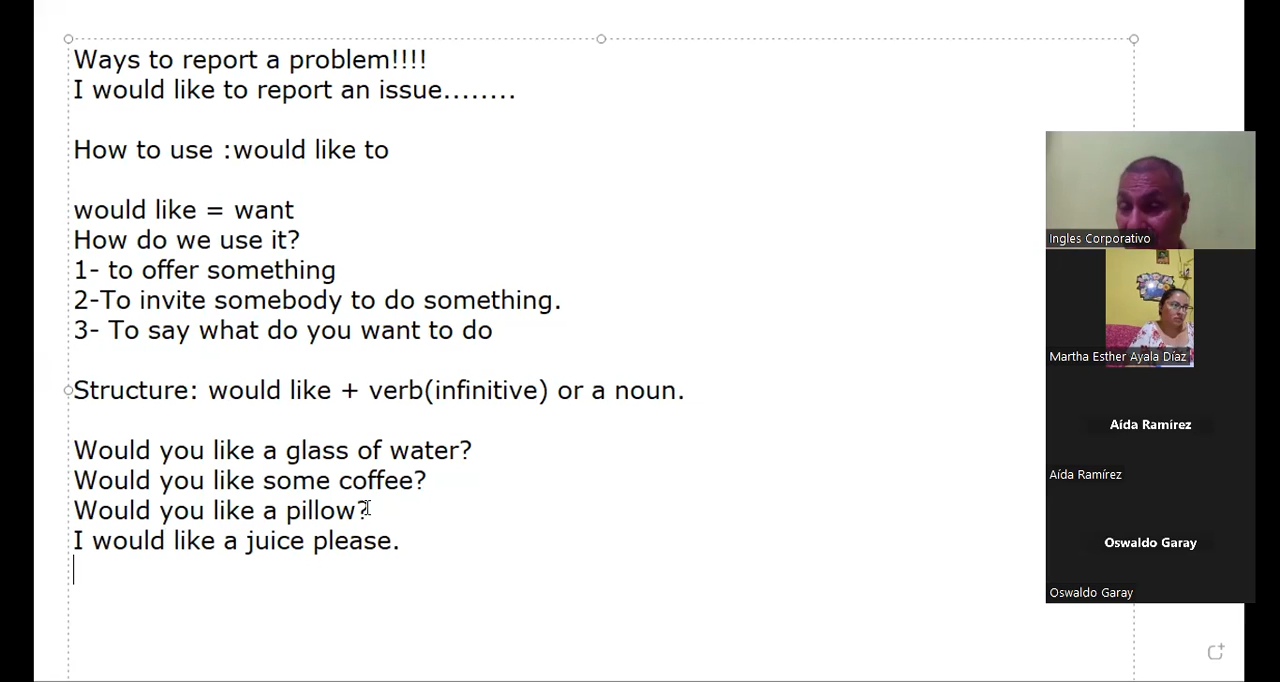 Ways to report a problem!!!!
I would like to report an issue........
How to use :would like to
would like = want
How do we use it?
1- to offer something
2-To invite somebody to do something.
3- To say what do you want to do
Structure: would like + verb(infinitive) or a noun.
Would you like a glass of water?
Would you like some coffee?
Would you like a pillow?
I would like a juice please.
Ingles Corporativo
Martha Esther Ayala Díaz
Aída Ramírez
Aída Ramírez
Oswaldo Garay
Oswaldo Garay